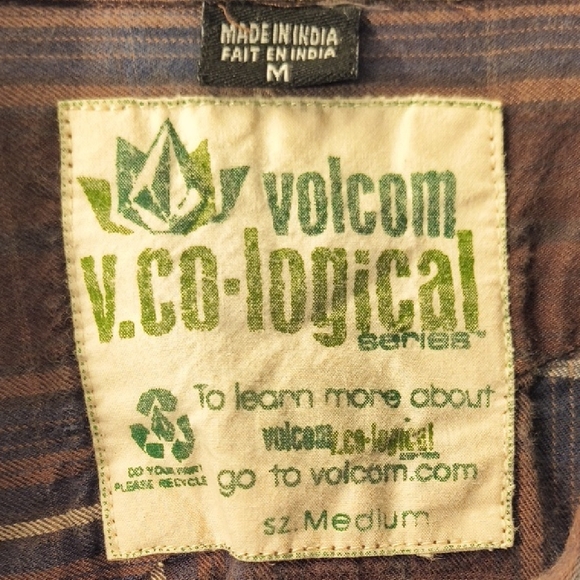 MADE IN INDIA
FAIT EN INDIA
M
volcom
v.co-logical
series™
To learn more about
volcom v.co-logical
go to volcom.com
DO YOUR PART
PLEASE RECYCLE
sz. Medium